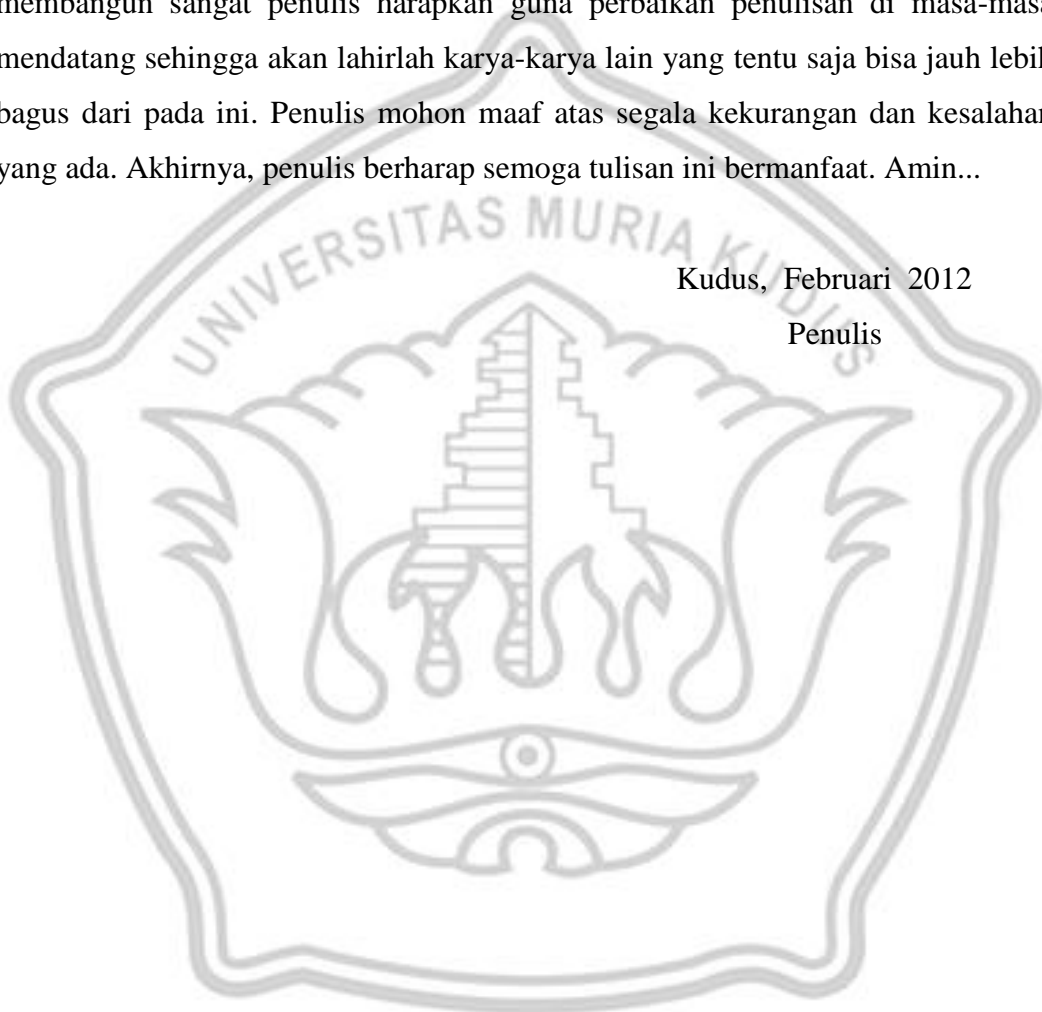 membangun sangat penulis harapkan guna perbaikan penulisan di masa-masa
mendatang sehingga akan lahirlah karya-karya lain yang tentu saja bisa jauh lebih
bagus dari pada ini. Penulis mohon maaf atas segala kekurangan dan kesalahan
yang ada. Akhirnya, penulis berharap semoga tulisan ini bermanfaat. Amin...
UNIVERSITAS MURIA KUDUS
Kudus, Februari 2012
Penulis